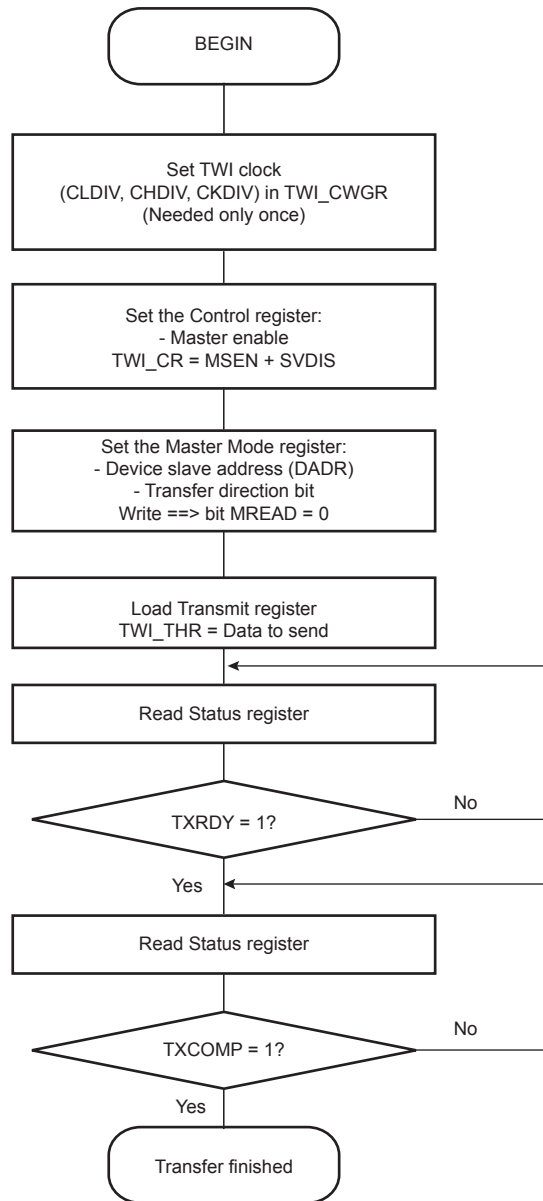 BEGIN
Set TWI clock
(CLDIV, CHDIV, CKDIV) in TWI_CWGR
(Needed only once)
Set the Control register:
- Master enable
TWI_CR = MSEN + SVDIS
Set the Master Mode register:
- Device slave address (DADR)
- Transfer direction bit
Write ==> bit MREAD = 0
Load Transmit register
TWI_THR = Data to send
Read Status register
TXRDY = 1?
No
Yes
Read Status register
TXCOMP = 1?
No
Yes
Transfer finished